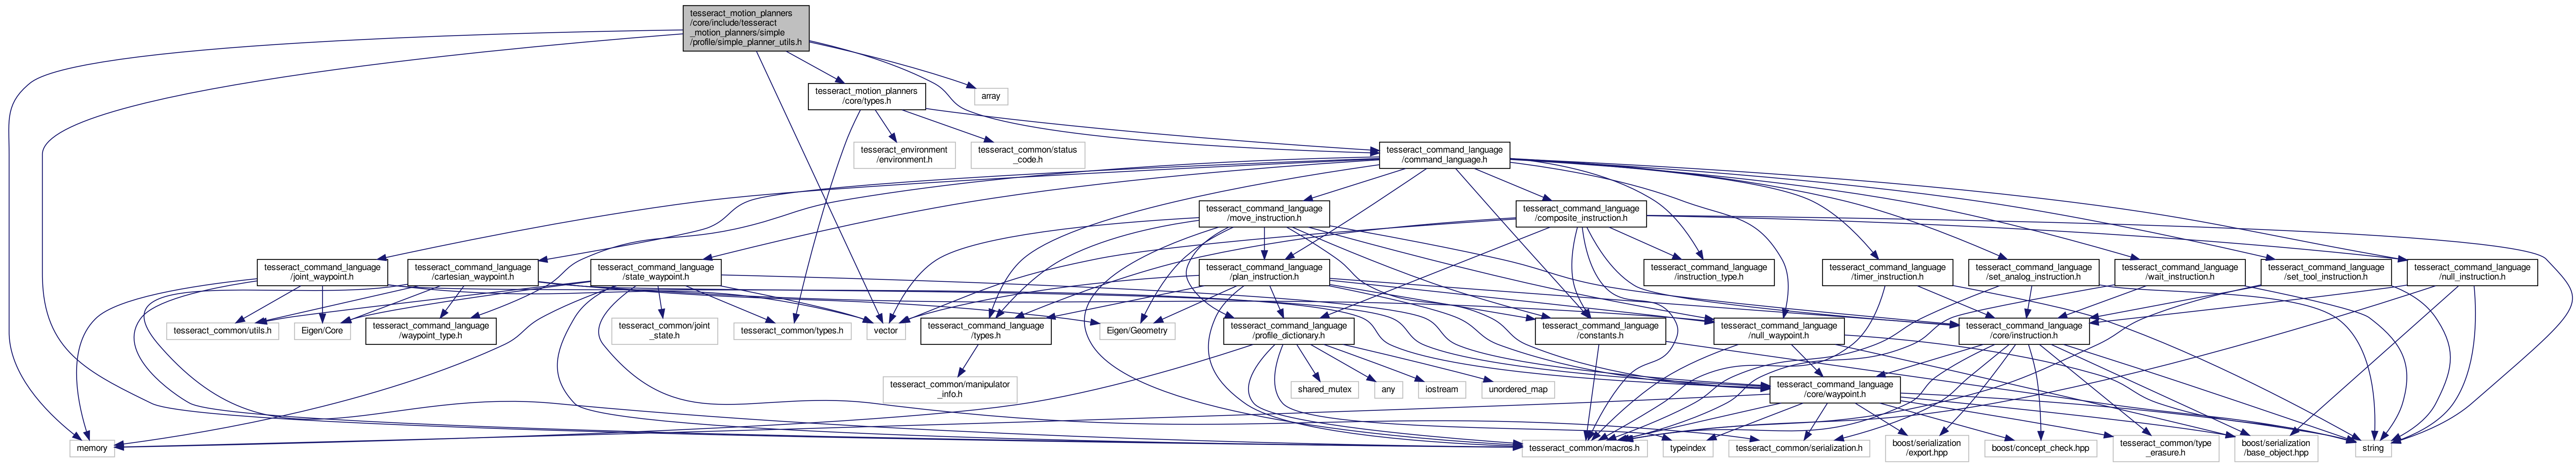 tesseract_motion_planners
/core/include/tesseract
_motion_planners/simple
/profile/simple_planner_utils.h
tesseract_motion_planners
/core/types.h
array
tesseract_environment
/environment.h
tesseract_common/status
_code.h
tesseract_command_language
/command_language.h
tesseract_command_language
/move_instruction.h
tesseract_command_language
/composite_instruction.h
tesseract_command_language
/joint_waypoint.h
tesseract_command_language
/cartesian_waypoint.h
tesseract_command_language
/state_waypoint.h
tesseract_command_language
/plan_instruction.h
tesseract_command_language
/instruction_type.h
tesseract_command_language
/timer_instruction.h
tesseract_command_language
/set_analog_instruction.h
tesseract_command_language
/wait_instruction.h
tesseract_command_language
/set_tool_instruction.h
tesseract_command_language
/null_instruction.h
tesseract_common/utils.h
Eigen/Core
tesseract_command_language
/waypoint_type.h
tesseract_common/joint
_state.h
tesseract_common/types.h
vector
tesseract_command_language
/types.h
Eigen/Geometry
tesseract_command_language
/profile_dictionary.h
tesseract_command_language
/constants.h
tesseract_command_language
/null_waypoint.h
tesseract_command_language
/core/instruction.h
tesseract_common/manipulator
_info.h
shared_mutex
any
iostream
unordered_map
tesseract_command_language
/core/waypoint.h
memory
tesseract_common/macros.h
typeindex
tesseract_common/serialization.h
boost/serialization
/export.hpp
boost/concept_check.hpp
tesseract_common/type
_erasure.h
boost/serialization
/base_object.hpp
string